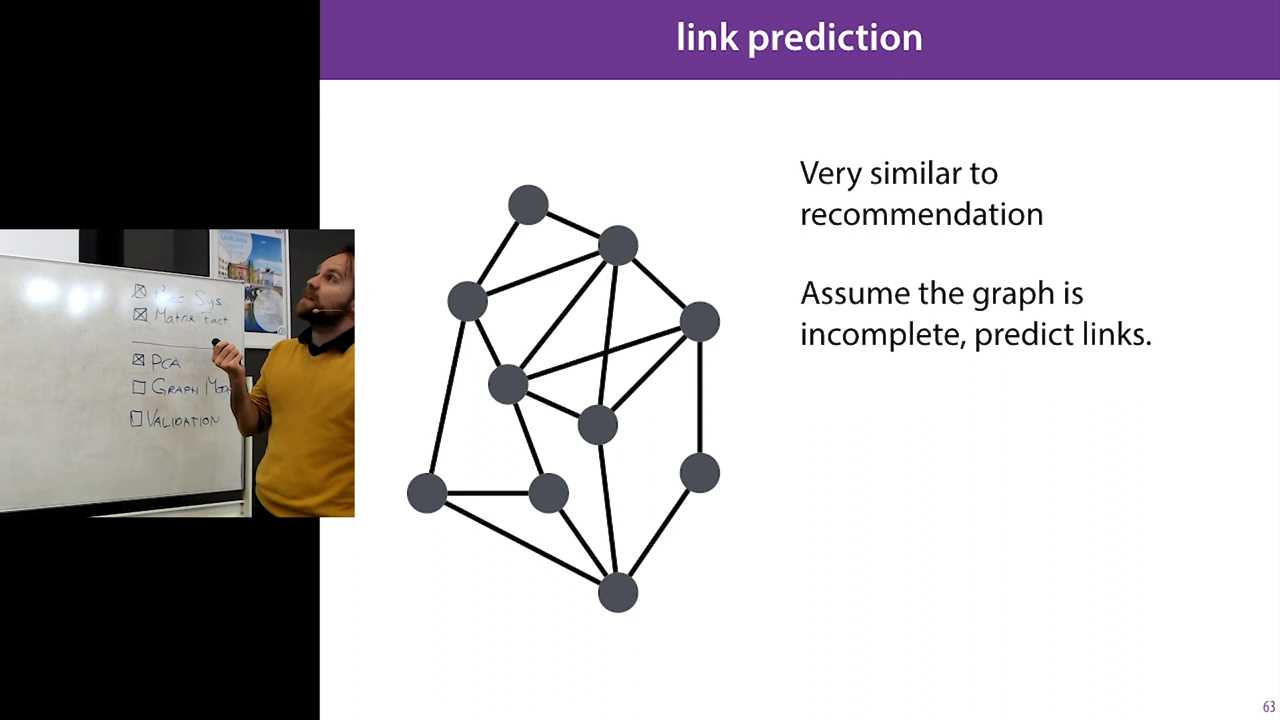 link prediction
Very similar to
recommendation
Assume the graph is
incomplete, predict links.
Sys
Matrix Fact
PCA
GRAPH
VALIDATION
63